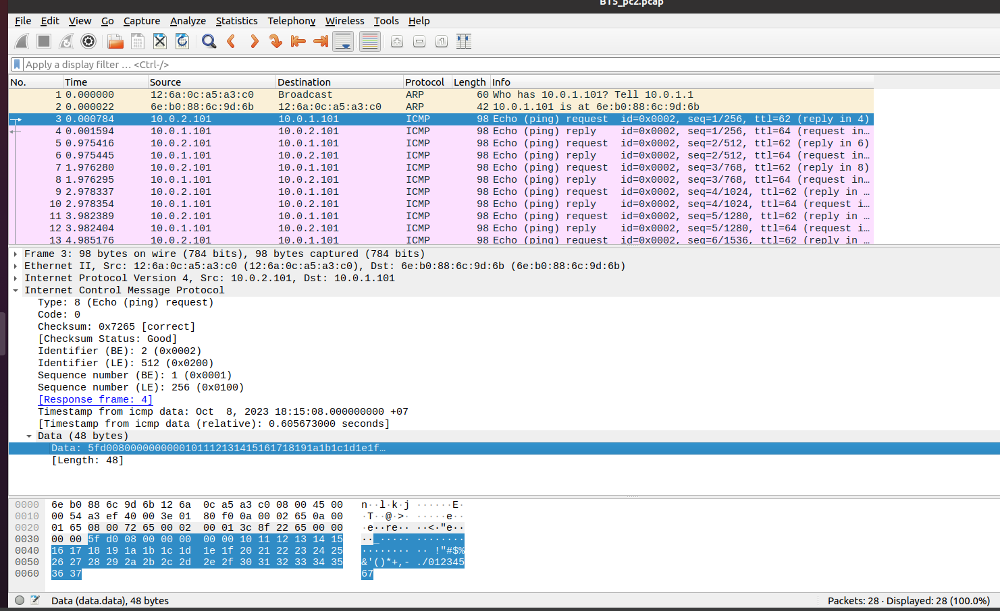 BT5_pc2.pcap
File Edit View Go Capture Analyze Statistics Telephony Wireless Tools Help
Apply a display filter … <Ctrl-/>
No. Time Source Destination Protocol Length Info
1 0.000000 12:6a:0c:a5:a3:c0 Broadcast ARP 60 Who has 10.0.1.101? Tell 10.0.1.1
2 0.000022 6e:b0:88:6c:9d:6b 12:6a:0c:a5:a3:c0 ARP 42 10.0.1.101 is at 6e:b0:88:6c:9d:6b
3 0.000784 10.0.2.101 10.0.1.101 ICMP 98 Echo (ping) request id=0x0002, seq=1/256, ttl=62 (reply in 4)
4 0.001594 10.0.1.101 10.0.2.101 ICMP 98 Echo (ping) reply id=0x0002, seq=1/256, ttl=64 (request in…
5 0.975416 10.0.2.101 10.0.1.101 ICMP 98 Echo (ping) request id=0x0002, seq=2/512, ttl=62 (reply in 6)
6 0.975445 10.0.1.101 10.0.2.101 ICMP 98 Echo (ping) reply id=0x0002, seq=2/512, ttl=64 (request in…
7 1.976280 10.0.2.101 10.0.1.101 ICMP 98 Echo (ping) request id=0x0002, seq=3/768, ttl=62 (reply in 8)
8 1.976295 10.0.1.101 10.0.2.101 ICMP 98 Echo (ping) reply id=0x0002, seq=3/768, ttl=64 (request in…
9 2.978337 10.0.2.101 10.0.1.101 ICMP 98 Echo (ping) request id=0x0002, seq=4/1024, ttl=62 (reply in …
10 2.978354 10.0.1.101 10.0.2.101 ICMP 98 Echo (ping) reply id=0x0002, seq=4/1024, ttl=64 (request i…
11 3.982389 10.0.2.101 10.0.1.101 ICMP 98 Echo (ping) request id=0x0002, seq=5/1280, ttl=62 (reply in …
12 3.982404 10.0.1.101 10.0.2.101 ICMP 98 Echo (ping) reply id=0x0002, seq=5/1280, ttl=64 (request i…
13 4.985176 10.0.2.101 10.0.1.101 ICMP 98 Echo (ping) request id=0x0002, seq=6/1536, ttl=62 (reply in …
Frame 3: 98 bytes on wire (784 bits), 98 bytes captured (784 bits)
Ethernet II, Src: 12:6a:0c:a5:a3:c0 (12:6a:0c:a5:a3:c0), Dst: 6e:b0:88:6c:9d:6b (6e:b0:88:6c:9d:6b)
Internet Protocol Version 4, Src: 10.0.2.101, Dst: 10.0.1.101
Internet Control Message Protocol
Type: 8 (Echo (ping) request)
Code: 0
Checksum: 0x7265 [correct]
[Checksum Status: Good]
Identifier (BE): 2 (0x0002)
Identifier (LE): 512 (0x0200)
Sequence number (BE): 1 (0x0001)
Sequence number (LE): 256 (0x0100)
[Response frame: 4]
Timestamp from icmp data: Oct  8, 2023 18:15:08.000000000 +07
[Timestamp from icmp data (relative): 0.605673000 seconds]
Data (48 bytes)
Data: 5fd0080000000000101112131415161718191a1b1c1d1e1f…
[Length: 48]
0000 6e b0 88 6c 9d 6b 12 6a 0c a5 a3 c0 08 00 45 00 n··l·k·j ······E·
0010 00 54 a3 ef 40 00 3e 01 80 f0 0a 00 02 65 0a 00 ·T··@·>· ·····e··
0020 01 65 08 00 72 65 00 02 00 01 3c 8f 22 65 00 00 ·e··re·· ··<·"e··
0030 00 00 5f d0 08 00 00 00 00 00 10 11 12 13 14 15 ··_····· ········
0040 16 17 18 19 1a 1b 1c 1d 1e 1f 20 21 22 23 24 25 ········ ·· !"#$%
0050 26 27 28 29 2a 2b 2c 2d 2e 2f 30 31 32 33 34 35 &'()*+,- ./012345
0060 36 37 67
Data (data.data), 48 bytes Packets: 28 · Displayed: 28 (100.0%)